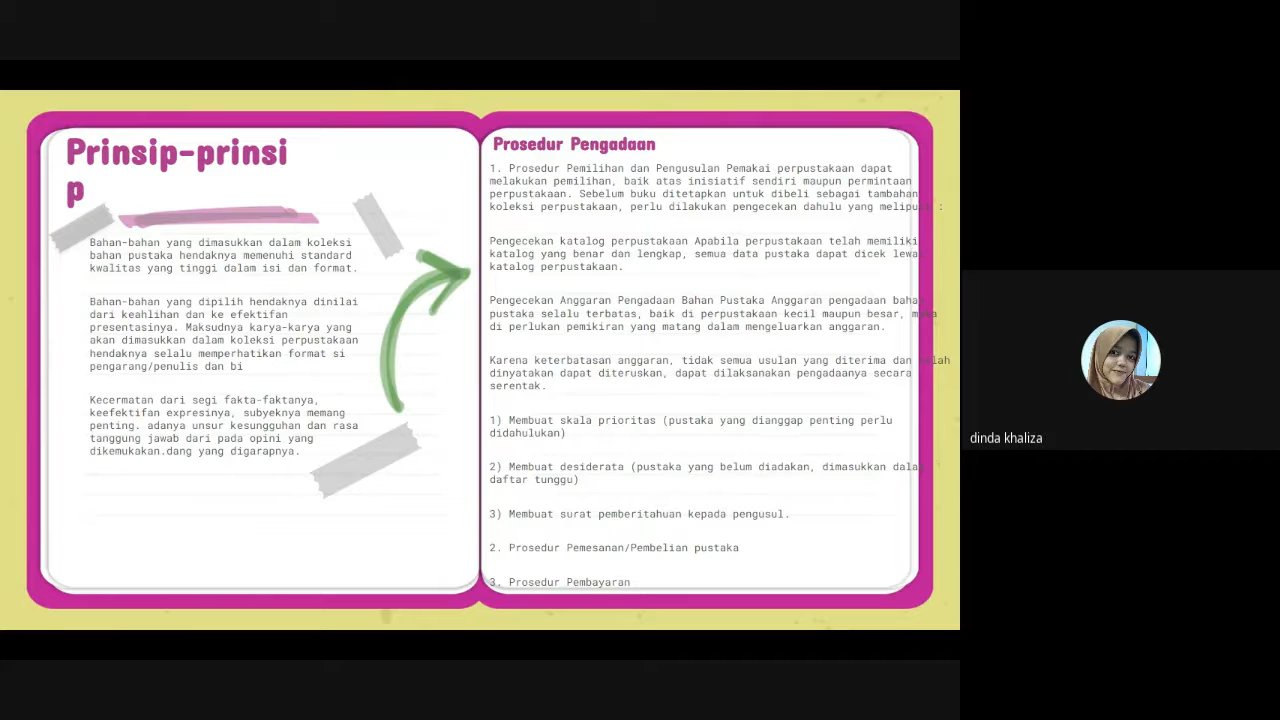 Prinsip-prinsi
p
Bahan-bahan yang dimasukkan dalam koleksi
bahan pustaka hendaknya memenuhi standard
kwalitas yang tinggi dalam isi dan format.
Bahan-bahan yang dipilih hendaknya dinilai
dari keahlihan dan ke efektifan
presentasinya. Maksudnya karya-karya yang
akan dimasukkan dalam koleksi perpustakaan
hendaknya selalu memperhatikan format si
pengarang/penulis dan bi
Kecermatan dari segi fakta-faktanya,
keefektifan expresinya, subyeknya memang
penting. adanya unsur kesungguhan dan rasa
tanggung jawab dari pada opini yang
dikemukakan.dang yang digarapnya.
Prosedur Pengadaan
1. Prosedur Pemilihan dan Pengusulan Pemakai perpustakaan dapat
melakukan pemilihan, baik atas inisiatif sendiri maupun permintaan
perpustakaan. Sebelum buku ditetapkan untuk dibeli sebagai tambahan
koleksi perpustakaan, perlu dilakukan pengecekan dahulu yang meliputi :
Pengecekan katalog perpustakaan Apabila perpustakaan telah memiliki
katalog yang benar dan lengkap, semua data pustaka dapat dicek lewat
katalog perpustakaan.
Pengecekan Anggaran Pengadaan Bahan Pustaka Anggaran pengadaan bahan
pustaka selalu terbatas, baik di perpustakaan kecil maupun besar, maka
di perlukan pemikiran yang matang dalam mengeluarkan anggaran.
Karena keterbatasan anggaran, tidak semua usulan yang diterima dan telah
dinyatakan dapat diteruskan, dapat dilaksanakan pengadaanya secara
serentak.
1) Membuat skala prioritas (pustaka yang dianggap penting perlu
didahulukan)
2) Membuat desiderata (pustaka yang belum diadakan, dimasukkan dalam
daftar tunggu)
3) Membuat surat pemberitahuan kepada pengusul.
2. Prosedur Pemesanan/Pembelian pustaka
3. Prosedur Pembayaran
dinda khaliza